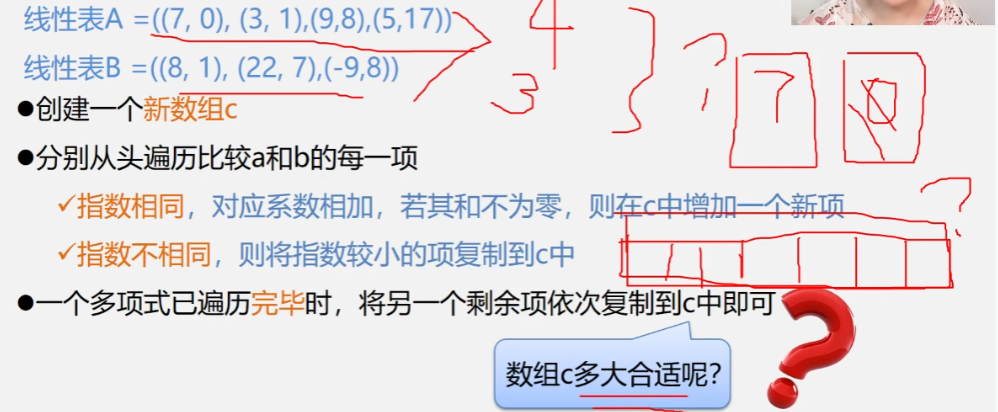 线性表A =((7, 0), (3, 1),(9,8),(5,17))
线性表B =((8, 1), (22, 7),(-9,8))
4
3
?
7
0
●创建一个新数组c
●分别从头遍历比较a和b的每一项
✓指数相同，对应系数相加，若其和不为零，则在c中增加一个新项
?
✓指数不相同，则将指数较小的项复制到c中
●一个多项式已遍历完毕时，将另一个剩余项依次复制到c中即可
数组c多大合适呢?